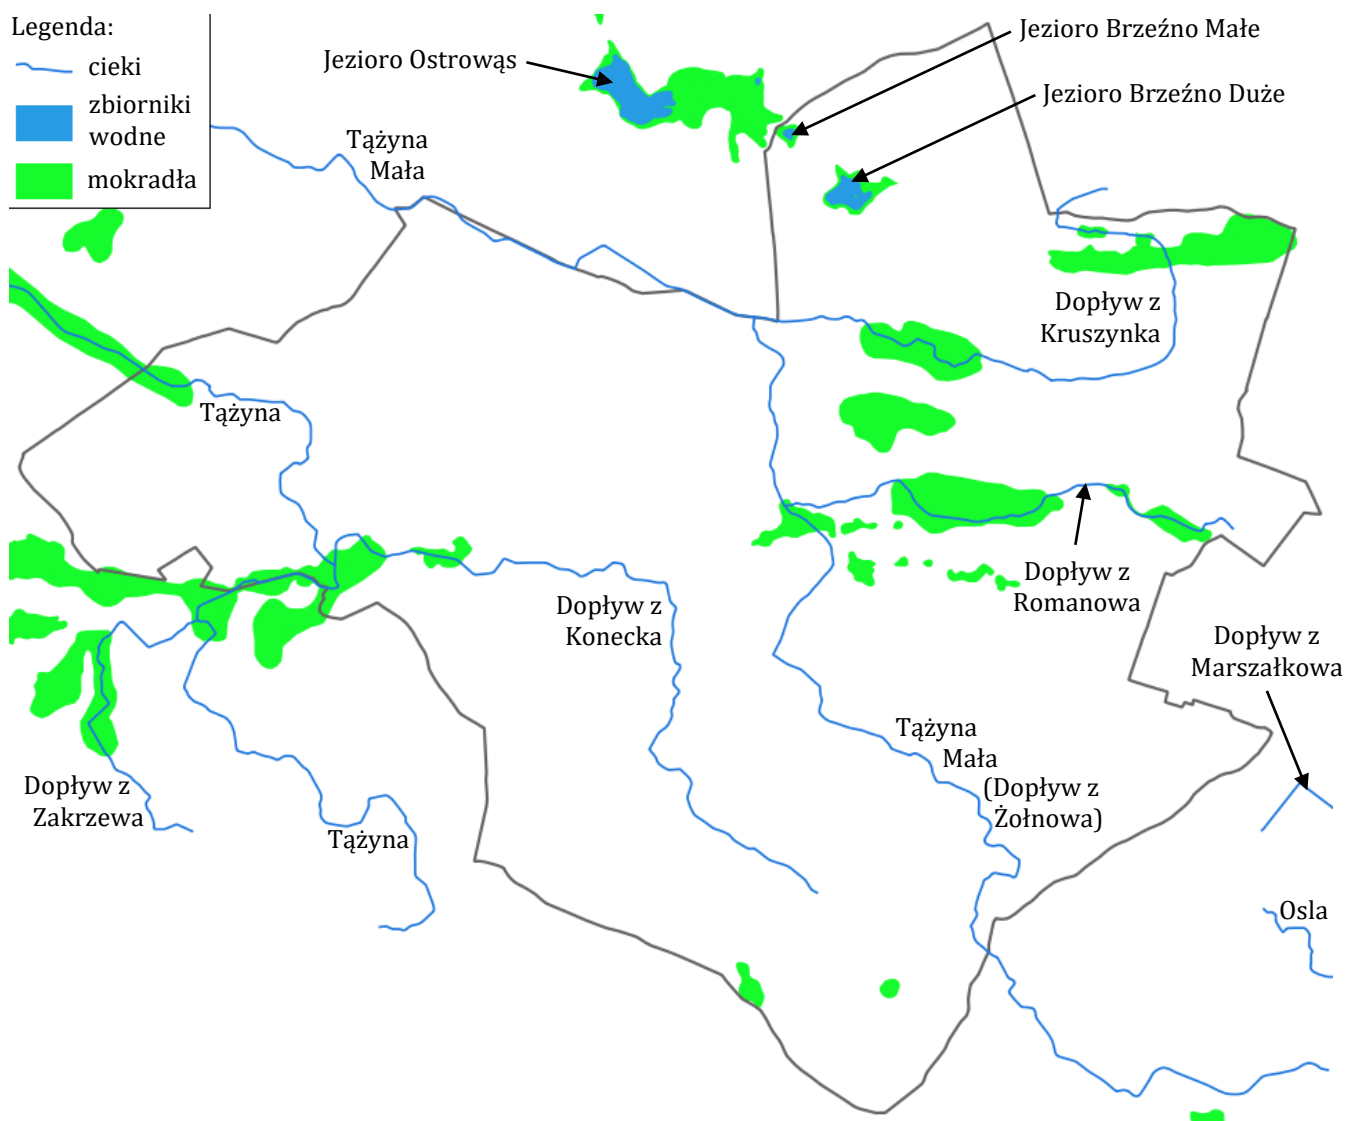 Legenda:
cieki
zbiorniki
wodne
mokradła
Jezioro Ostrowąs
Jezioro Brzeźno Małe
Jezioro Brzeźno Duże
Tążyna
Mała
Dopływ z
Kruszynka
Tążyna
Dopływ z
Romanowa
Dopływ z
Konecka
Dopływ z
Marszałkowa
Tążyna
Mała
(Dopływ z
Żołnowa)
Dopływ z
Zakrzewa
Tążyna
Osla